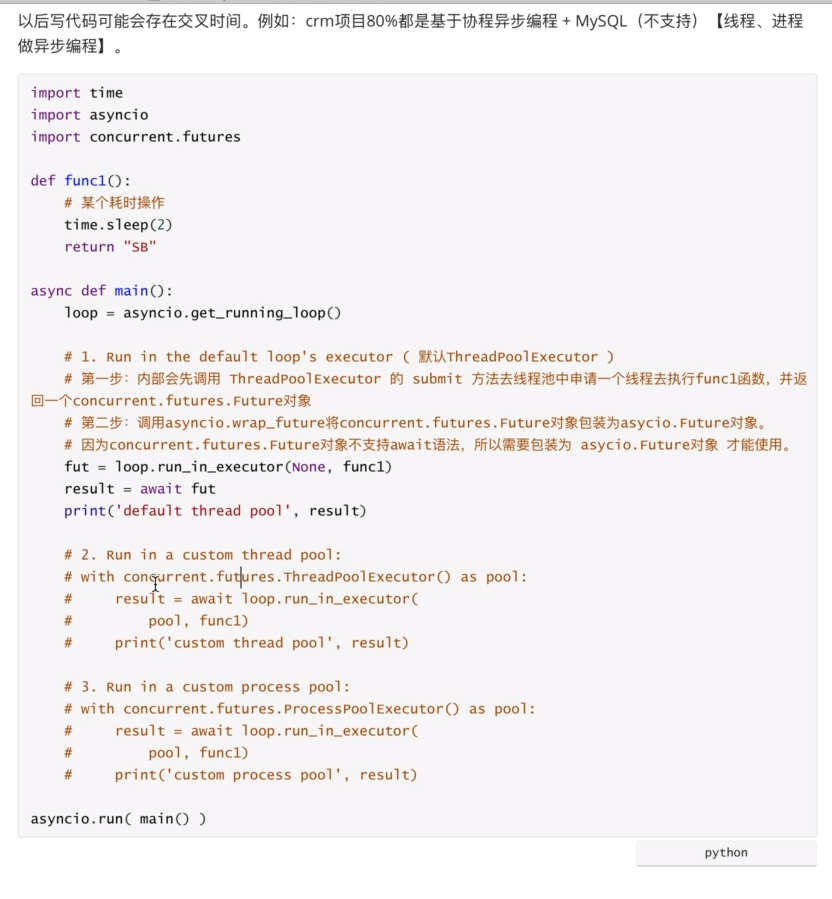 以后写代码可能会存在交叉时间。例如：crm项目80%都是基于协程异步编程 + MySQL（不支持）【线程、进程
做异步编程】。
import time
import asyncio
import concurrent.futures
def func1():
    # 某个耗时操作
    time.sleep(2)
    return "SB"
async def main():
    loop = asyncio.get_running_loop()
    # 1. Run in the default loop's executor ( 默认ThreadPoolExecutor )
    # 第一步：内部会先调用 ThreadPoolExecutor 的 submit 方法去线程池中申请一个线程去执行func1函数，并返
回一个concurrent.futures.Future对象
    # 第二步：调用asyncio.wrap_future将concurrent.futures.Future对象包装为asycio.Future对象。
    # 因为concurrent.futures.Future对象不支持await语法，所以需要包装为 asycio.Future对象 才能使用。
    fut = loop.run_in_executor(None, func1)
    result = await fut
    print('default thread pool', result)
    # 2. Run in a custom thread pool:
    # with concurrent.futures.ThreadPoolExecutor() as pool:
    #     result = await loop.run_in_executor(
    #         pool, func1)
    #     print('custom thread pool', result)
    # 3. Run in a custom process pool:
    # with concurrent.futures.ProcessPoolExecutor() as pool:
    #     result = await loop.run_in_executor(
    #         pool, func1)
    #     print('custom process pool', result)
asyncio.run( main() )
python